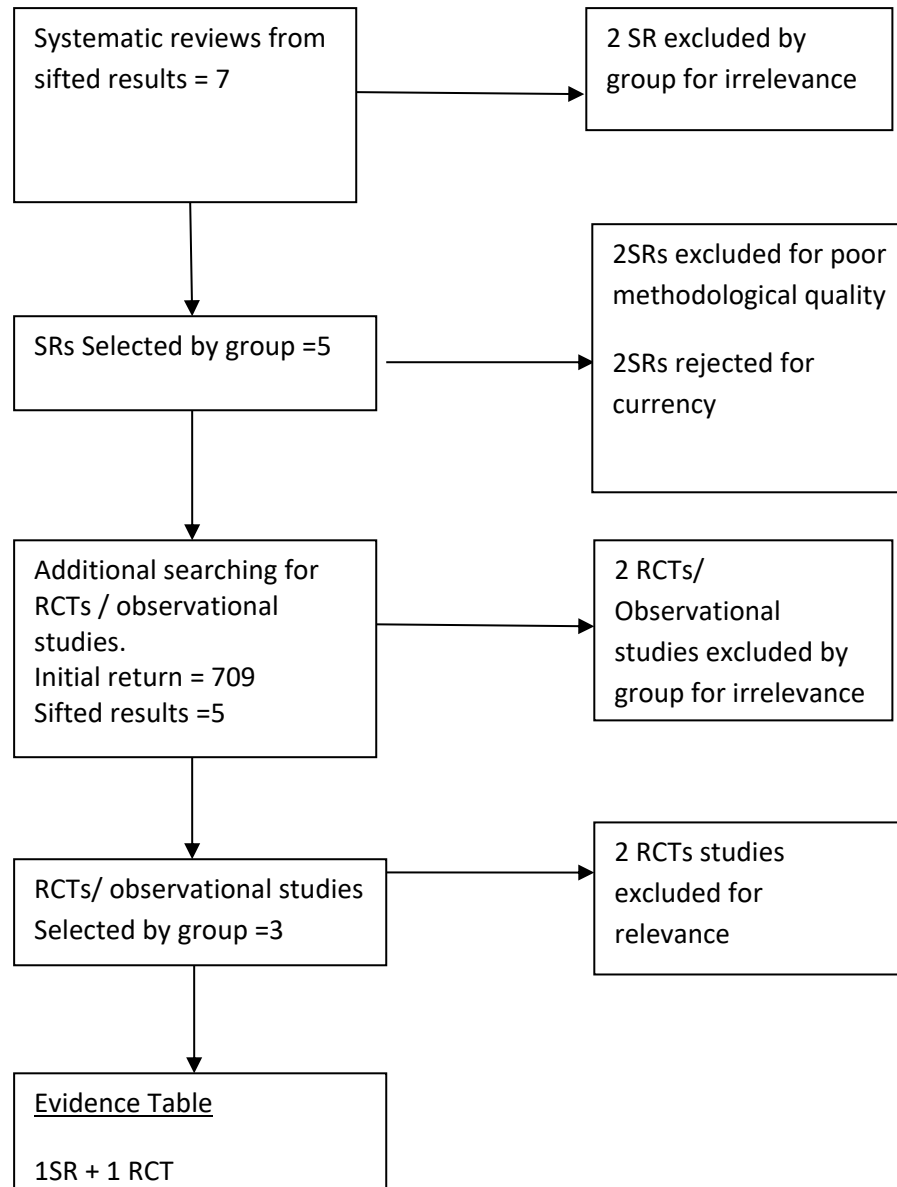 Systematic reviews from
sifted results = 7
2 SR excluded by
group for irrelevance
SRs Selected by group =5
2SRs excluded for poor
methodological quality
2SRs rejected for
currency
Additional searching for
RCTs / observational
studies.
Initial return = 709
Sifted results =5
2 RCTs/
Observational
studies excluded by
group for irrelevance
RCTs/ observational studies
Selected by group =3
2 RCTs studies
excluded for
relevance
Evidence Table
1SR + 1 RCT